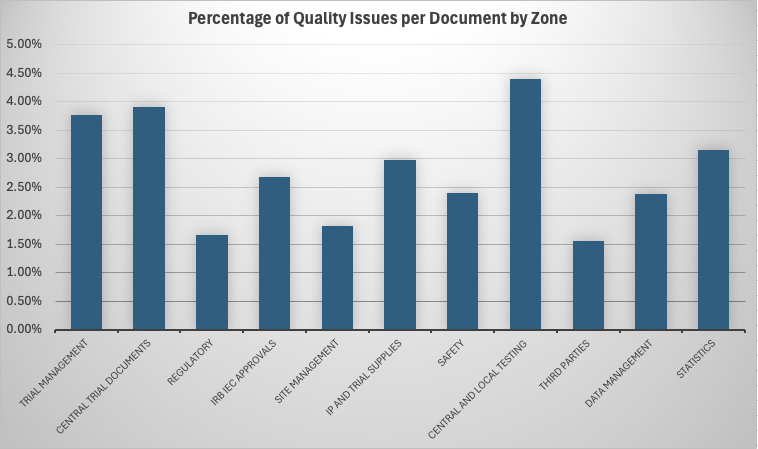 Percentage of Quality Issues per Document by Zone
5.00%
4.50%
4.00%
3.50%
3.00%
2.50%
2.00%
1.50%
1.00%
0.50%
0.00%
TRIAL MANAGEMENT
CENTRAL TRIAL DOCUMENTS
REGULATORY
IRB IEC APPROVALS
SITE MANAGEMENT
IP AND TRIAL SUPPLIES
SAFETY
CENTRAL AND LOCAL TESTING
THIRD PARTIES
DATA MANAGEMENT
STATISTICS